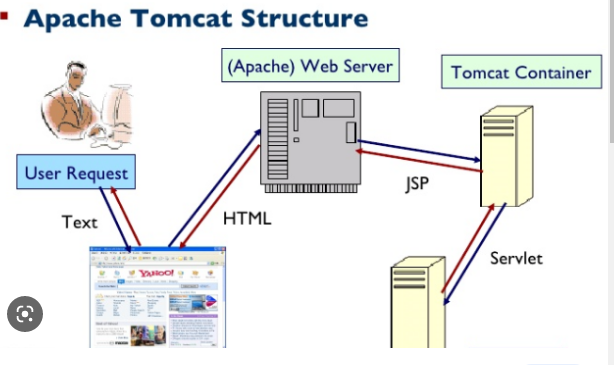 Apache Tomcat Structure
(Apache) Web Server
Tomcat Container
User Request
JSP
Text
HTML
Servlet
YAHOO!